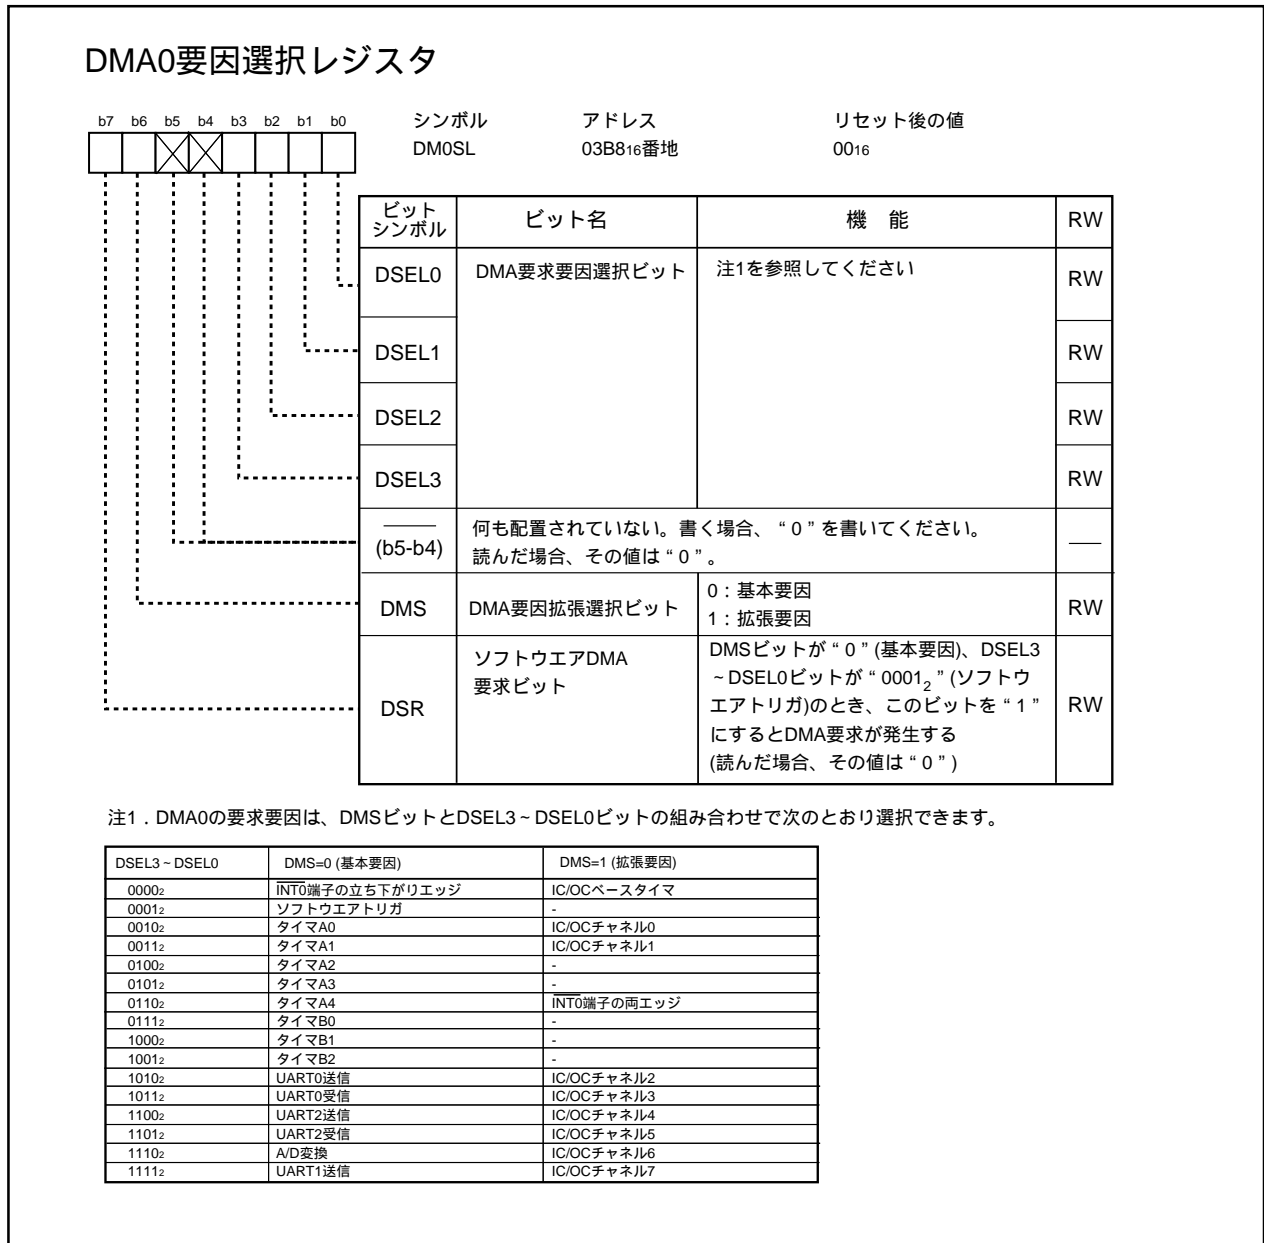 DMA0要因選択レジスタ
b7 b6 b5 b4 b3 b2 b1 b0
シンボル アドレス リセット後の値
DM0SL 03B816番地 0016
ビット
シンボル ビット名 機 能 RW
DSEL0 DMA要求要因選択ビット 注1を参照してください RW
DSEL1 RW
DSEL2 RW
DSEL3 RW
(b5-b4) 何も配置されていない。書く場合、“0”を書いてください。
読んだ場合、その値は“0”。
DMS DMA要因拡張選択ビット 0：基本要因
1：拡張要因 RW
DSR ソフトウエアDMA
要求ビット
DMSビットが“0”(基本要因)、DSEL3
~DSEL0ビットが“00012”(ソフトウ
エアトリガ)のとき、このビットを“1”
にするとDMA要求が発生する
(読んだ場合、その値は“0”) RW
注1．DMA0の要求要因は、DMSビットとDSEL3~DSEL0ビットの組み合わせで次のとおり選択できます。
DSEL3~DSEL0 DMS=0 (基本要因) DMS=1 (拡張要因)
00002 INT0端子の立ち下がりエッジ IC/OCベースタイマ
00012 ソフトウエアトリガ -
00102 タイマA0 IC/OCチャネル0
00112 タイマA1 IC/OCチャネル1
01002 タイマA2 -
01012 タイマA3 -
01102 タイマA4 INT0端子の両エッジ
01112 タイマB0 -
10002 タイマB1 -
10012 タイマB2 -
10102 UART0送信 IC/OCチャネル2
10112 UART0受信 IC/OCチャネル3
11002 UART2送信 IC/OCチャネル4
11012 UART2受信 IC/OCチャネル5
11102 A/D変換 IC/OCチャネル6
11112 UART1送信 IC/OCチャネル7